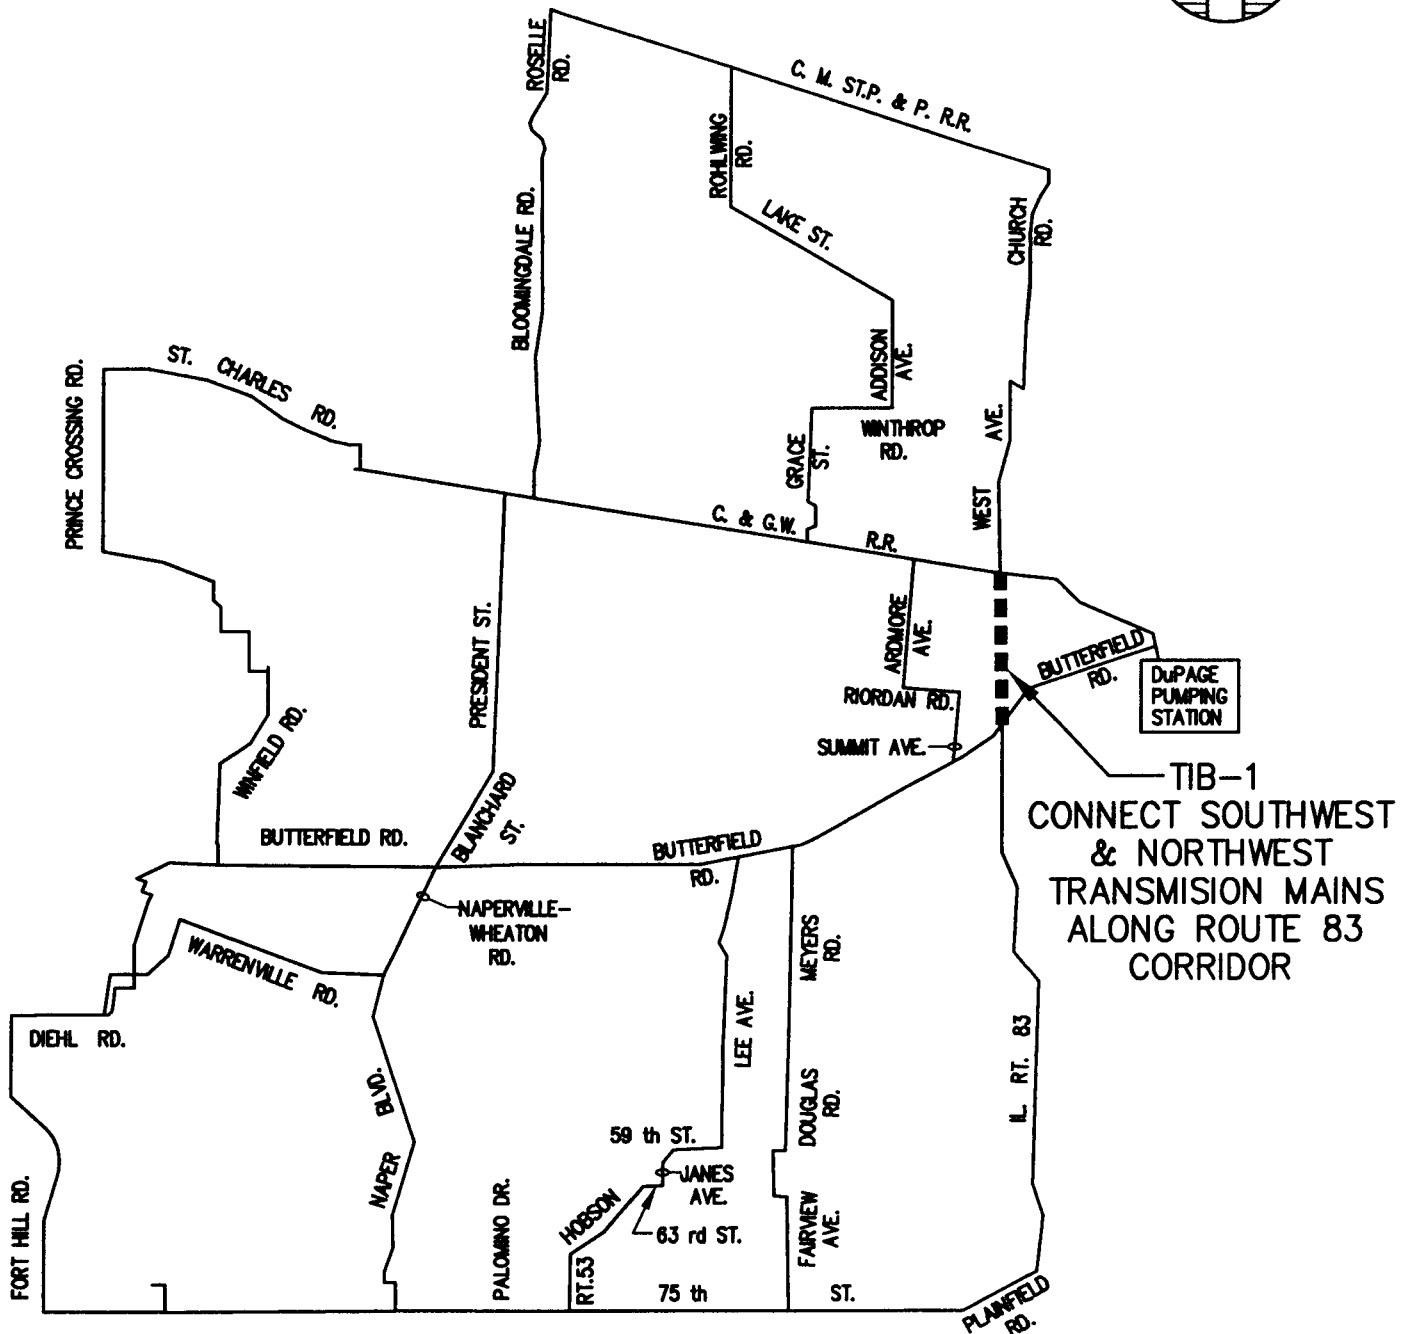 ROSELLE
RD.
C. M. ST.P. & P. R.R.
ROHLWING
RD.
LAKE ST.
CHURCH
RD.
BLOOMINGDALE RD.
ADDISON
AVE.
WINTHROP
RD.
GRACE
ST.
WEST AVE.
ST. CHARLES RD.
PRINCE CROSSING RD.
C. & G.W. R.R.
PRESIDENT ST.
ARDMORE
AVE.
RIORDAN RD.
SUMMIT AVE.
BUTTERFIELD
RD.
DuPAGE
PUMPING
STATION
WINFIELD RD.
BUTTERFIELD RD.
BLANCHARD
ST.
BUTTERFIELD
RD.
TIB-1
CONNECT SOUTHWEST
& NORTHWEST
TRANSMISION MAINS
ALONG ROUTE 83
CORRIDOR
NAPERVILLE-
WHEATON
RD.
WARRENVILLE RD.
MEYERS
RD.
LEE AVE.
DIEHL RD.
IL. RT. 83
NAPER BLVD.
DOUGLAS
RD.
59 th ST.
JANES
AVE.
HOBSON
63 rd ST.
FORT HILL RD.
PALOMINO DR.
RT.53
FAIRVIEW
AVE.
75 th ST.
PLAINFIELD
RD.